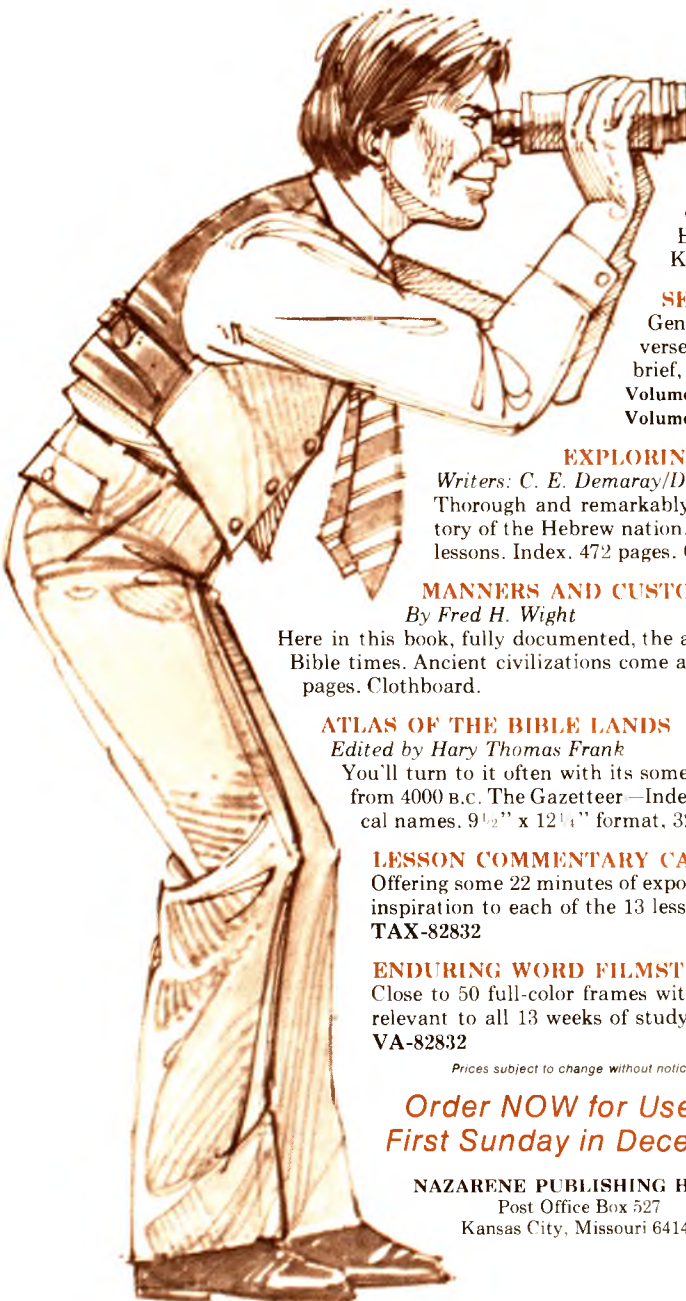 K
SE
Gen
verse
brief,
Volume
Volume
EXPLORIN
Writers: C. E. Demaray/D
Thorough and remarkably
tory of the Hebrew nation.
lessons. Index. 472 pages. C
MANNERS AND CUSTO
By Fred H. Wight
Here in this book, fully documented, the a
Bible times. Ancient civilizations come a
pages. Clothboard.
ATLAS OF THE BIBLE LANDS
Edited by Hary Thomas Frank
You'll turn to it often with its some
from 4000 B.C. The Gazetteer—Inde
cal names. 9½" x 12¼" format, 3
LESSON COMMENTARY CA
Offering some 22 minutes of expo
inspiration to each of the 13 less
TAX-82832
ENDURING WORD FILMST
Close to 50 full-color frames wit
relevant to all 13 weeks of study
VA-82832
Prices subject to change without notic
Order NOW for Use
First Sunday in Dece
NAZARENE PUBLISHING H
Post Office Box 527
Kansas City, Missouri 6414